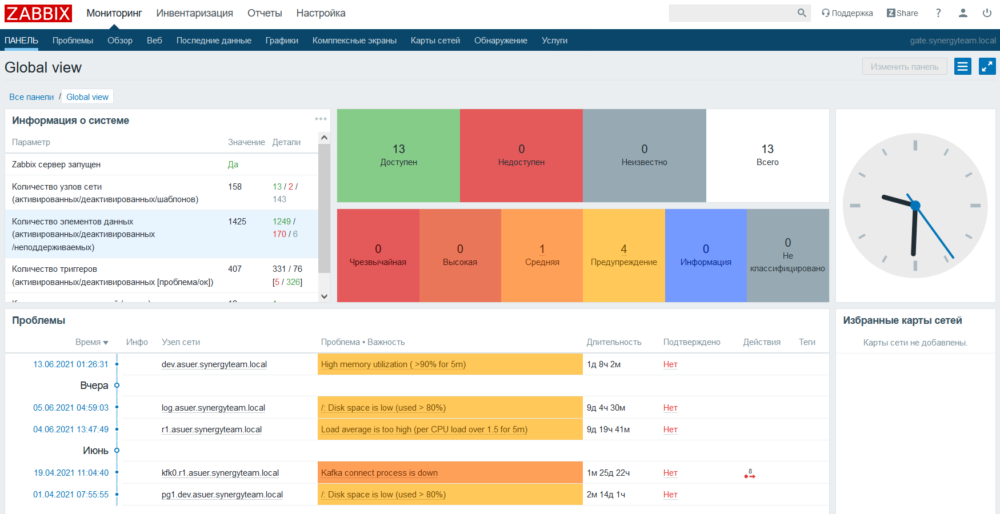 ZABBIX Мониторинг Инвентаризация Отчеты Настройка Поддержка Z Share ?
ПАНЕЛЬ Проблемы Обзор Веб Последние данные Графики Комплексные экраны Карты сетей Обнаружение Услуги gate.synergyteam.local
Global view Изменить панель
Все панели / Global view
Информация о системе
Параметр Значение Детали
Zabbix сервер запущен Да
Количество узлов сети 158 13 / 2 /
(активированных/деактивированных/шаблонов) 143
Количество элементов данных 1425 1249 /
(активированных/деактивированных 170 / 6
/неподдерживаемых)
Количество триггеров 407 331 / 76
(активированных/деактивированных [проблема/ок]) [5 / 326]
13 0 0 13
Доступен Недоступен Неизвестно Всего
0 0 1 4 0 0
Чрезвычайная Высокая Средняя Предупреждение Информация Не
классифицировано
Проблемы
Время Инфо Узел сети Проблема • Важность Длительность Подтверждено Действия Теги
13.06.2021 01:26:31 dev.asuer.synergyteam.local High memory utilization ( >90% for 5m) 1д 8ч 2м Нет
Вчера
05.06.2021 04:59:03 log.asuer.synergyteam.local /: Disk space is low (used > 80%) 9д 4ч 30м Нет
04.06.2021 13:47:49 r1.asuer.synergyteam.local Load average is too high (per CPU load over 1.5 for 5m) 9д 19ч 41м Нет
Июнь
19.04.2021 11:04:40 kfk0.r1.asuer.synergyteam.local Kafka connect process is down 1м 25д 22ч Нет 8
01.04.2021 07:55:55 pg1.dev.asuer.synergyteam.local /: Disk space is low (used > 80%) 2м 14д 1ч Нет
Избранные карты сетей
Карты сети не добавлены.